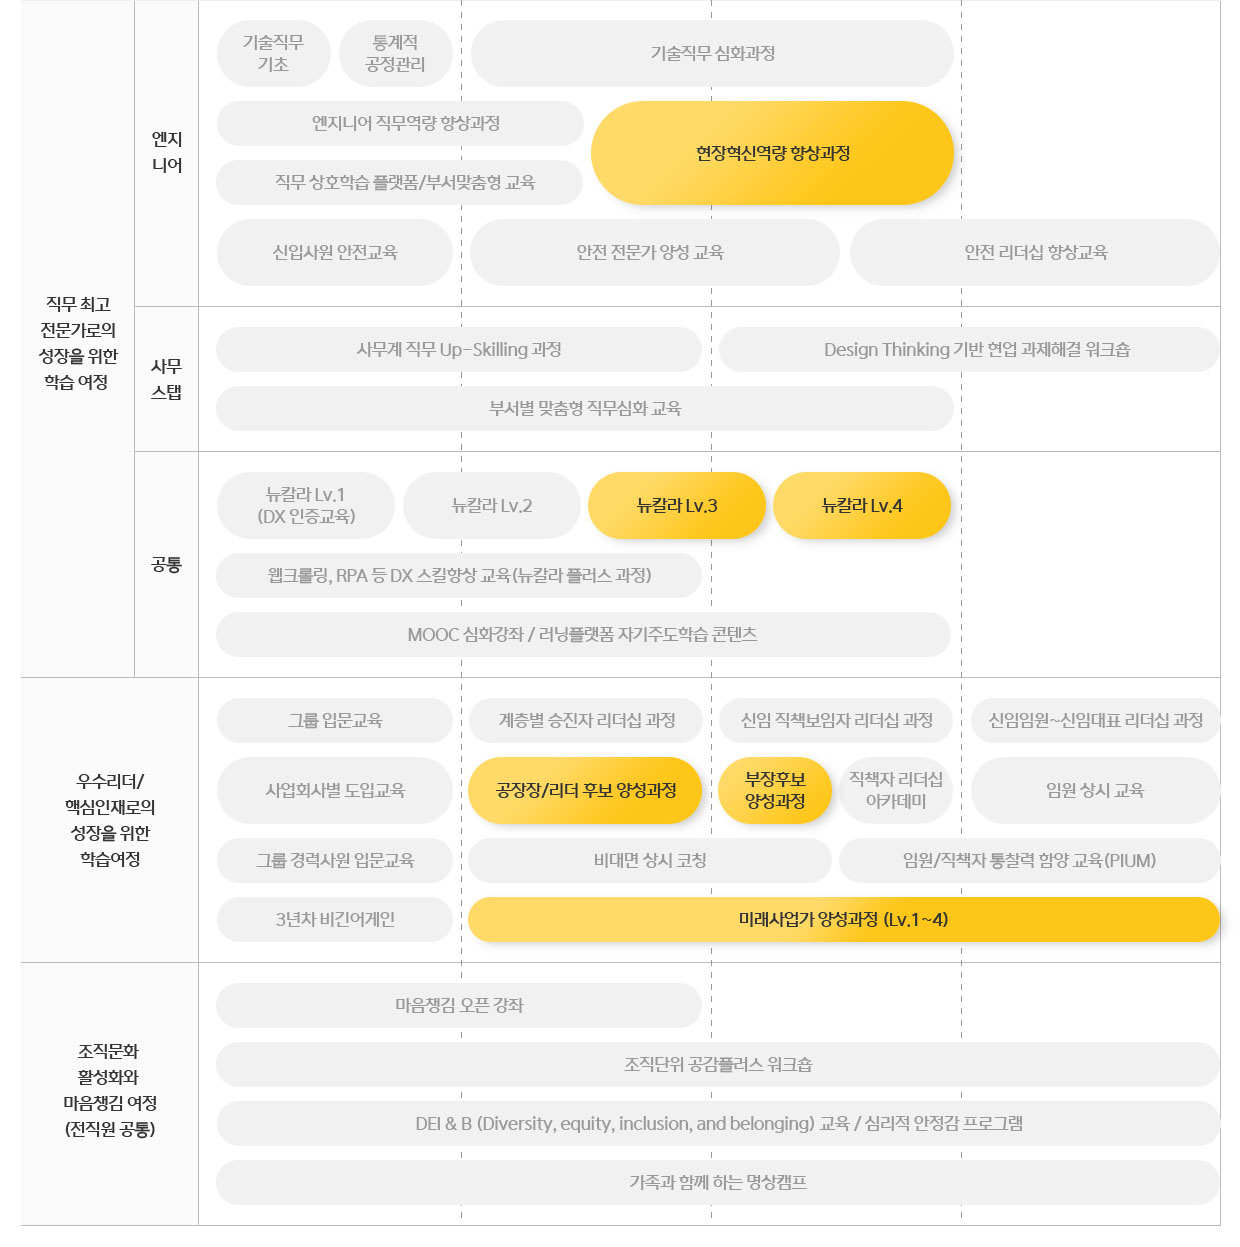 직무 최고
전문가로의
성장을 위한
학습 여정
엔지
니어
기술직무
기초
통계적
공정관리
기술직무 심화과정
엔지니어 직무역량 향상과정
현장혁신역량 향상과정
직무 상호학습 플랫폼/부서맞춤형 교육
신입사원 안전교육
안전 전문가 양성 교육
안전 리더십 향상교육
사무
스탭
사무계 직무 Up-Skilling 과정
Design Thinking 기반 현업 과제해결 워크숍
부서별 맞춤형 직무심화 교육
공통
뉴칼라 Lv.1
(DX 인증교육)
뉴칼라 Lv.2
뉴칼라 Lv.3
뉴칼라 Lv.4
웹크롤링, RPA 등 DX 스킬향상 교육(뉴칼라 플러스 과정)
MOOC 심화강좌 / 러닝플랫폼 자기주도학습 콘텐츠
우수리더/
핵심인재로의
성장을 위한
학습여정
그룹 입문교육
계층별 승진자 리더십 과정
신임 직책보임자 리더십 과정
신임임원~신임대표 리더십 과정
사업회사별 도입교육
공장장/리더 후보 양성과정
부장후보
양성과정
직책자 리더십
아카데미
임원 상시 교육
그룹 경력사원 입문교육
비대면 상시 코칭
임원/직책자 통찰력 함양 교육(PIUM)
3년차 비긴어게인
미래사업가 양성과정 (Lv.1~4)
조직문화
활성화와
마음챙김 여정
(전직원 공통)
마음챙김 오픈 강좌
조직단위 공감플러스 워크숍
DEI & B (Diversity, equity, inclusion, and belonging) 교육 / 심리적 안정감 프로그램
가족과 함께 하는 명상캠프